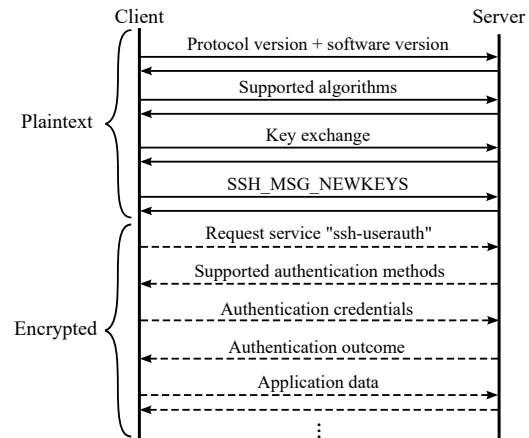 Client
Server
Protocol version + software version
Supported algorithms
Plaintext
Key exchange
SSH_MSG_NEWKEYS
Request service "ssh-userauth"
Supported authentication methods
Authentication credentials
Encrypted
Authentication outcome
Application data
...